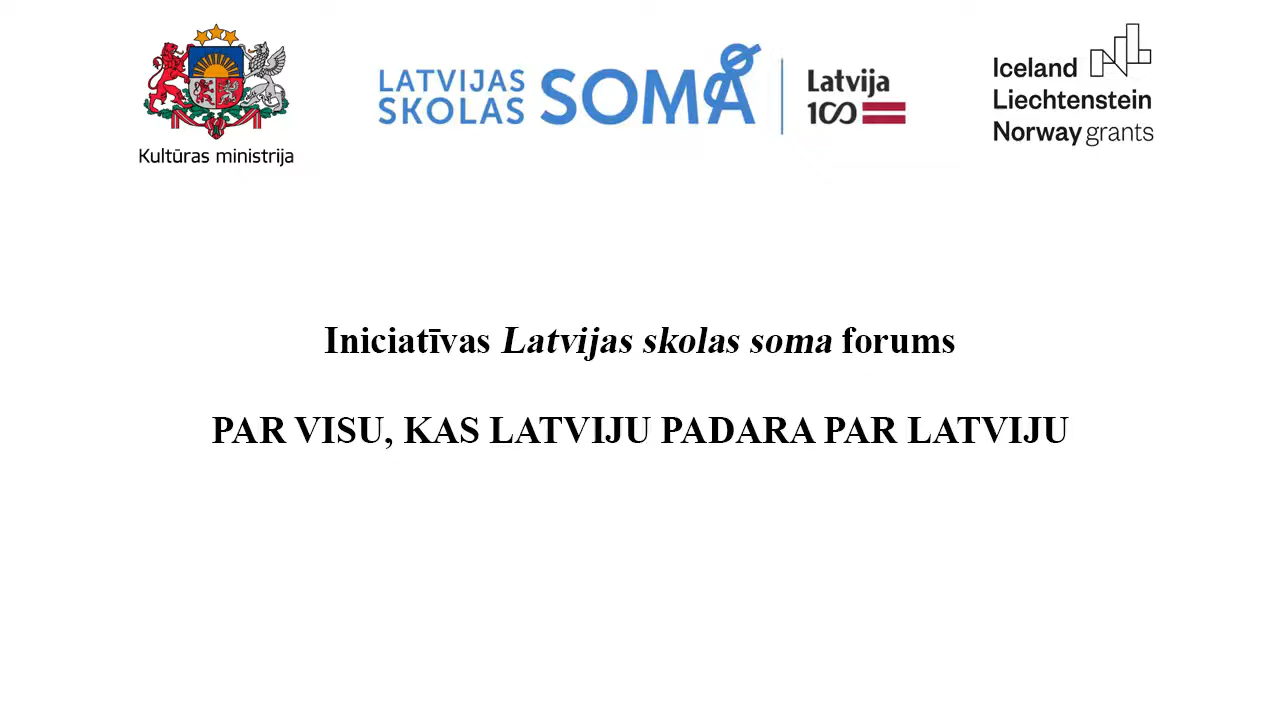 Kultūras ministrija
LATVIJAS
SKOLAS
SOMA
Latvija
100
Iceland
Liechtenstein
Norway grants
Iniciatīvas Latvijas skolas soma forums
PAR VISU, KAS LATVIJU PADARA PAR LATVIJU